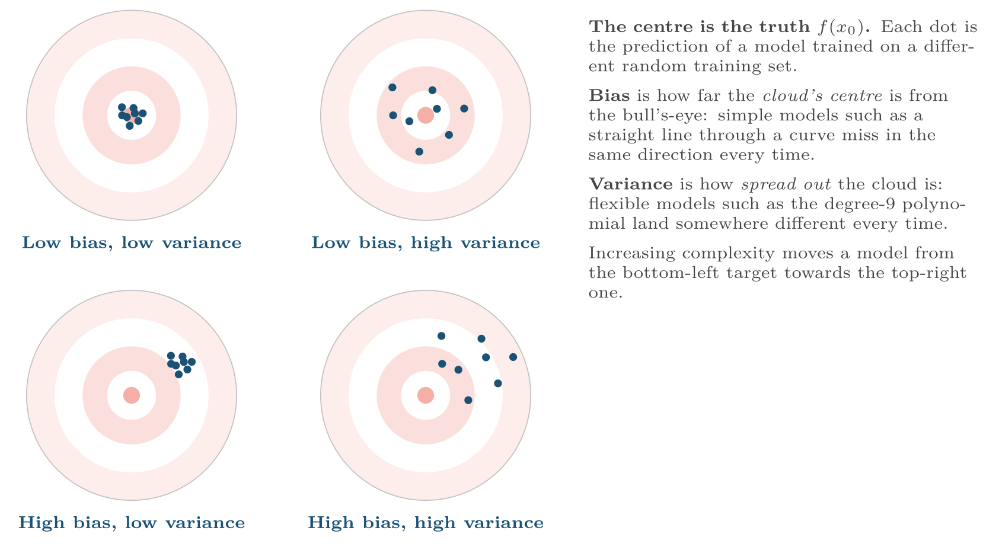 Low bias, low variance
Low bias, high variance
High bias, low variance
High bias, high variance
The centre is the truth f(x₀). Each dot is
the prediction of a model trained on a differ-
ent random training set.
Bias is how far the cloud's centre is from
the bull's-eye: simple models such as a
straight line through a curve miss in the
same direction every time.
Variance is how spread out the cloud is:
flexible models such as the degree-9 polyno-
mial land somewhere different every time.
Increasing complexity moves a model from
the bottom-left target towards the top-right
one.